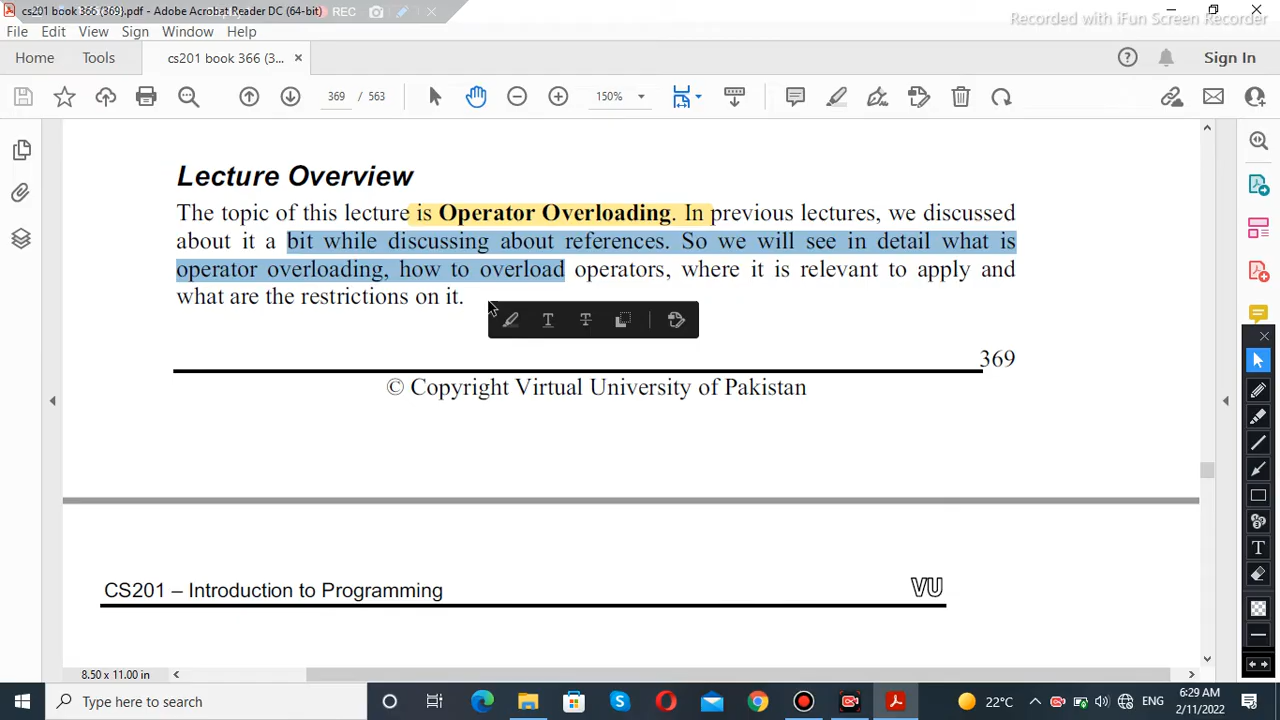 cs201 book 366 (369).pdf - Adobe Acrobat Reader DC (64-bit)
REC
Recorded with iFun Screen Recorder
File Edit View Sign Window Help
Home Tools cs201 book 366 (3... Sign In
369 / 563 150%
Lecture Overview
The topic of this lecture is Operator Overloading. In previous lectures, we discussed
about it a bit while discussing about references. So we will see in detail what is
operator overloading, how to overload operators, where it is relevant to apply and
what are the restrictions on it.
369
© Copyright Virtual University of Pakistan
CS201 – Introduction to Programming VU
8.50 x 11.00 in
Type here to search
22°C ENG 6:29 AM
2/11/2022